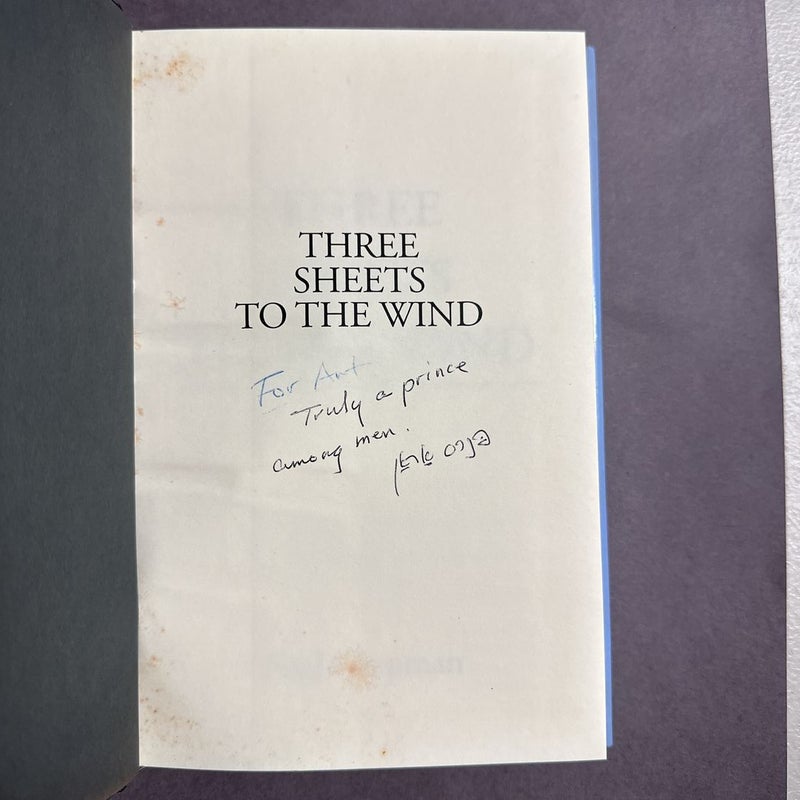 THREE
SHEETS
TO THE WIND
For Art
Truly a prince
among men.